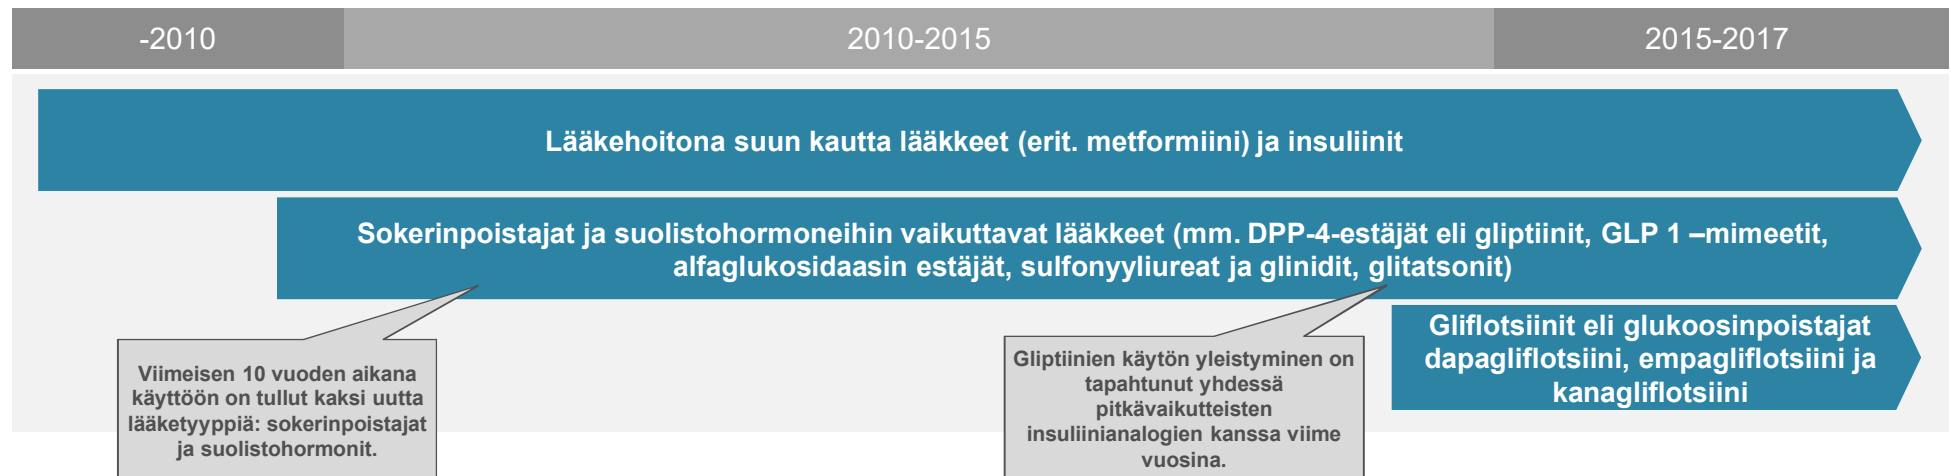 -2010
2010-2015
2015-2017
Lääkehoitona suun kautta lääkkeet (erit. metformiini) ja insuliinit
Sokerinpoistajat ja suolistohormoneihin vaikuttavat lääkkeet (mm. DPP-4-estäjät eli gliptiinit, GLP 1 –mimeetit,
alfaglukosidaasin estäjät, sulfonyyliureat ja glinidit, glitatsonit)
Gliflotsiinit eli glukoosinpoistajat
dapagliflotsiini, empagliflotsiini ja
kanagliflotsiini
Viimeisen 10 vuoden aikana
käyttöön on tullut kaksi uutta
lääketyyppiä: sokerinpoistajat
ja suolistohormonit.
Gliptiinien käytön yleistyminen on
tapahtunut yhdessä
pitkävaikutteisten
insuliinianalogien kanssa viime
vuosina.